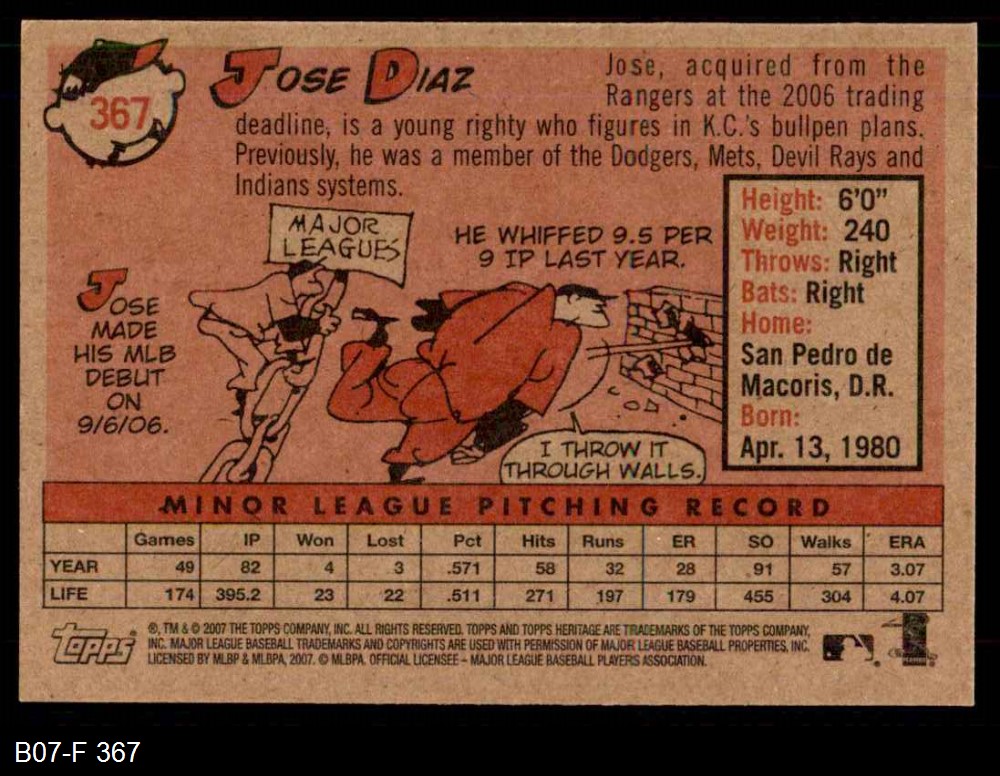 367
JOSE DIAZ
Jose, acquired from the
Rangers at the 2006 trading
deadline, is a young righty who figures in K.C.'s bullpen plans.
Previously, he was a member of the Dodgers, Mets, Devil Rays and
Indians systems.
MAJOR
LEAGUES
HE WHIFFED 9.5 PER
9 IP LAST YEAR.
JOSE
MADE
HIS MLB
DEBUT
ON
9/6/06.
I THROW IT
THROUGH WALLS.
Height: 6'0"
Weight: 240
Throws: Right
Bats: Right
Home:
San Pedro de
Macoris, D.R.
Born:
Apr. 13, 1980
MINOR LEAGUE PITCHING RECORD
Games IP Won Lost Pct Hits Runs ER SO Walks ERA
YEAR 49 82 4 3 .571 58 32 28 91 57 3.07
LIFE 174 395.2 23 22 .511 271 197 179 455 304 4.07
topps®
®, TM & © 2007 THE TOPPS COMPANY, INC. ALL RIGHTS RESERVED. TOPPS AND TOPPS HERITAGE ARE TRADEMARKS OF THE TOPPS COMPANY,
INC. MAJOR LEAGUE BASEBALL TRADEMARKS AND COPYRIGHTS ARE USED WITH PERMISSION OF MAJOR LEAGUE BASEBALL PROPERTIES, INC.
LICENSED BY MLBP & MLBPA, 2007. © MLBPA. OFFICIAL LICENSEE - MAJOR LEAGUE BASEBALL PLAYERS ASSOCIATION.
B07-F 367